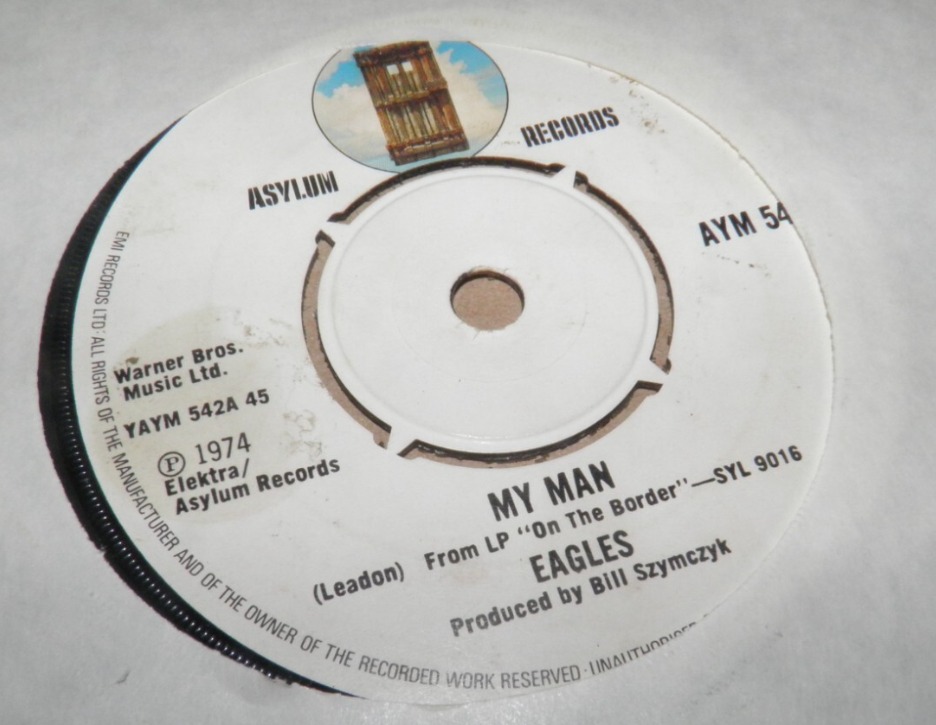 ASYLUM RECORDS
AYM 54
Warner Bros.
Music Ltd.
YAYM 542A 45
Ⓟ 1974
Elektra/
Asylum Records
MY MAN
(Leadon) From LP "On The Border"—SYL 9016
EAGLES
Produced by Bill Szymczyk
EMI RECORDS LTD· ALL RIGHTS OF THE MANUFACTURER AND OF THE OWNER OF THE RECORDED WORK RESERVED · UNAUTHORISED